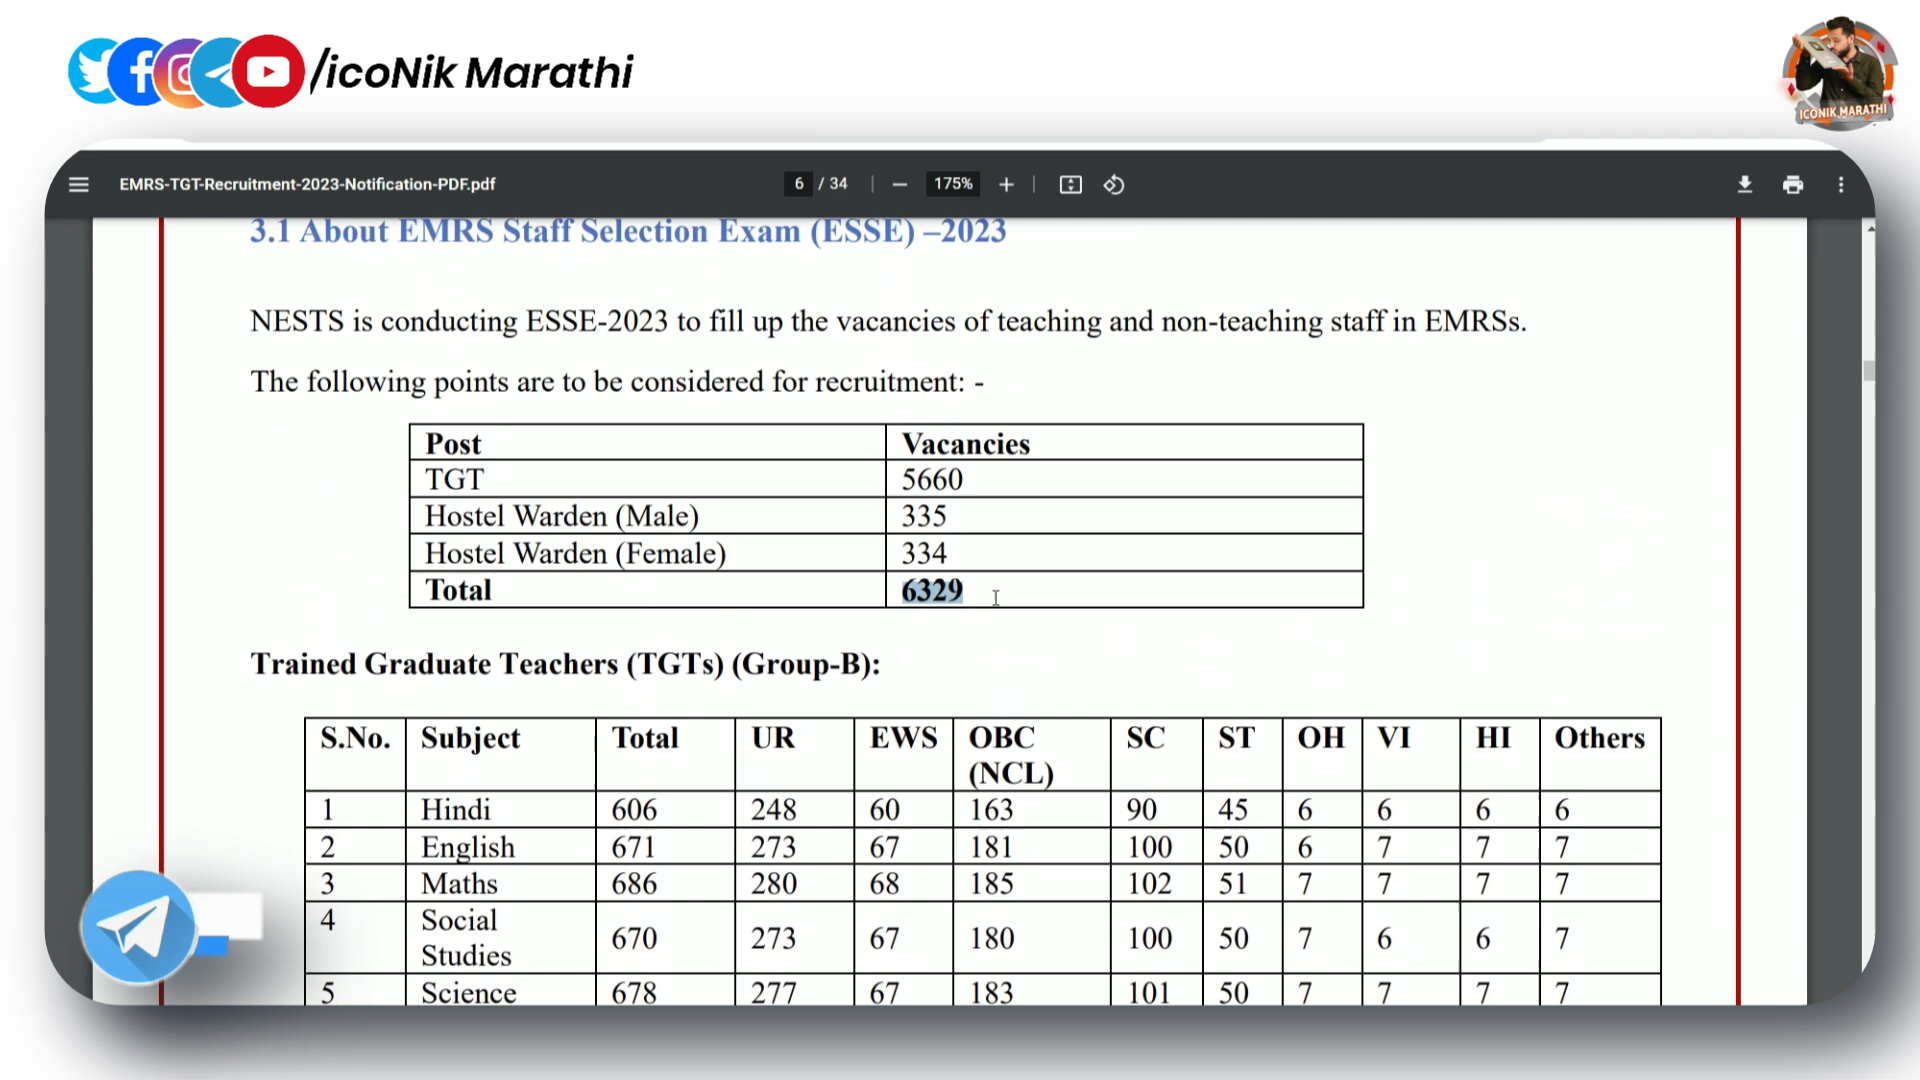 /icoNik Marathi
ICONIK MARATHI
EMRS-TGT-Recruitment-2023-Notification-PDF.pdf
6 / 34
175%
3.1 About EMRS Staff Selection Exam (ESSE) –2023
NESTS is conducting ESSE-2023 to fill up the vacancies of teaching and non-teaching staff in EMRSs.
The following points are to be considered for recruitment: -
Post Vacancies
TGT 5660
Hostel Warden (Male) 335
Hostel Warden (Female) 334
Total 6329
Trained Graduate Teachers (TGTs) (Group-B):
S.No. Subject Total UR EWS OBC (NCL) SC ST OH VI HI Others
1 Hindi 606 248 60 163 90 45 6 6 6 6
2 English 671 273 67 181 100 50 6 7 7 7
3 Maths 686 280 68 185 102 51 7 7 7 7
4 Social Studies 670 273 67 180 100 50 7 6 6 7
5 Science 678 277 67 183 101 50 7 7 7 7